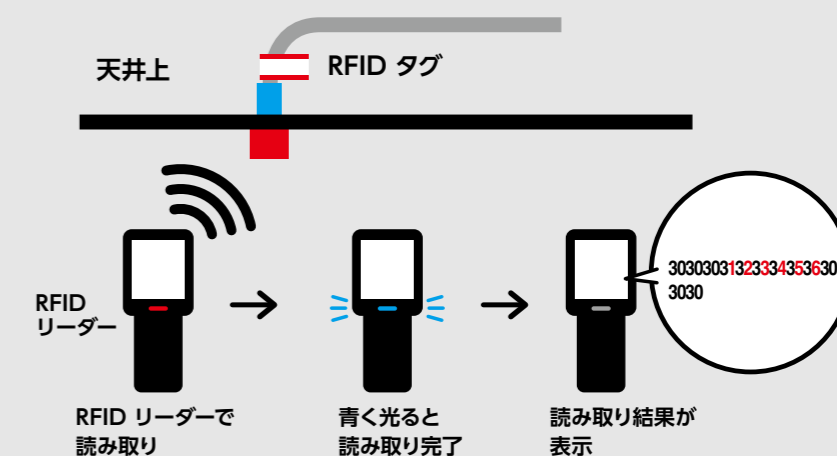 天井上
RFID タグ
RFID
リーダー
30303031323334353630
3030
RFID リーダーで
読み取り
青く光ると
読み取り完了
読み取り結果が
表示